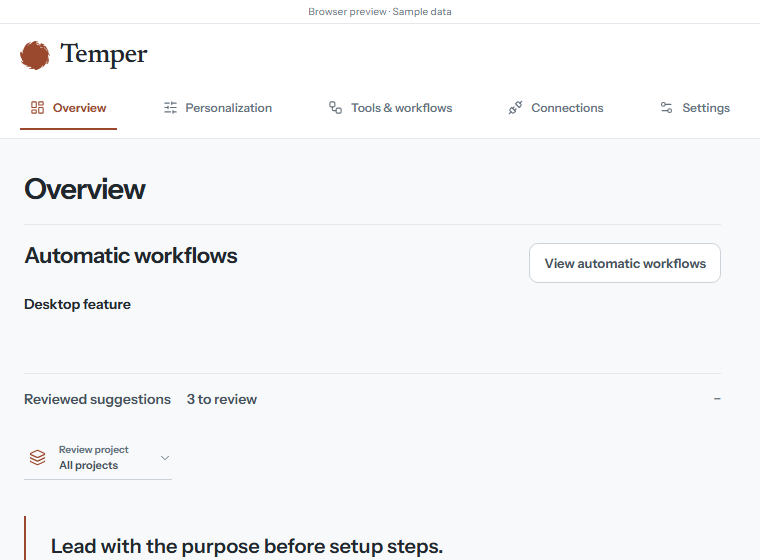 Browser preview · Sample data
Temper
Overview
Personalization
Tools & workflows
Connections
Settings
Overview
Automatic workflows
View automatic workflows
Desktop feature
Reviewed suggestions 3 to review –
Review project
All projects
Lead with the purpose before setup steps.